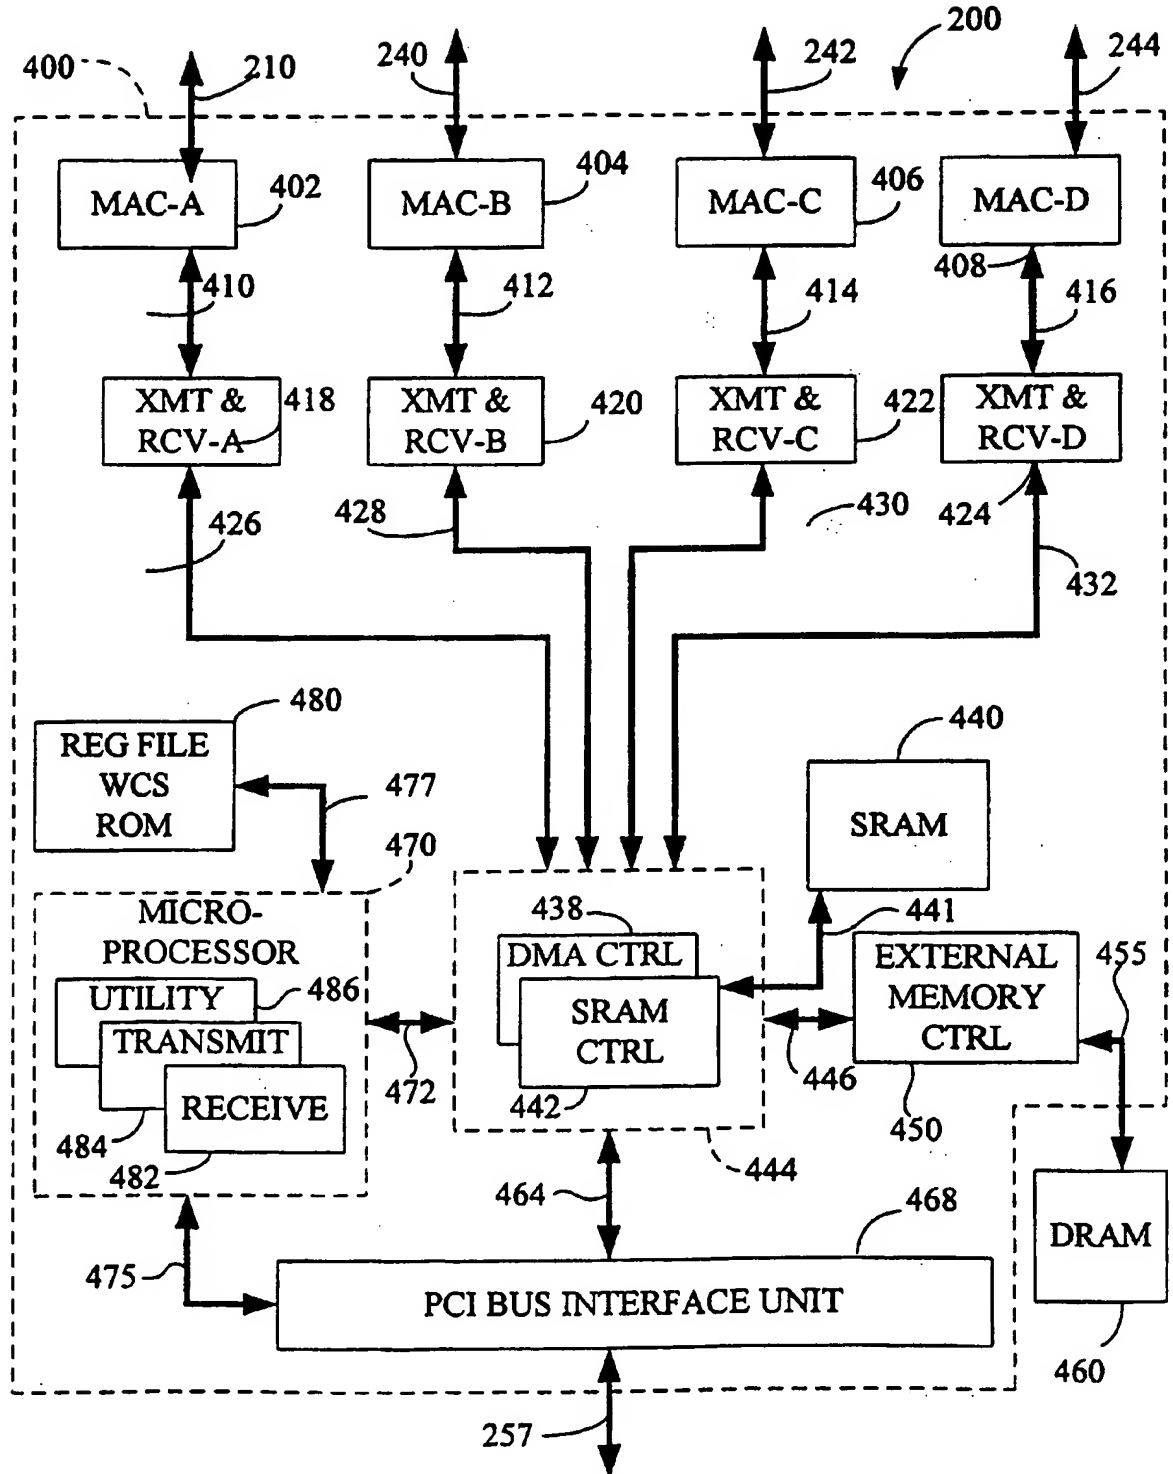 200
400
210
240
242
244
MAC-A
402
MAC-B
404
MAC-C
406
MAC-D
408
410
412
414
416
XMT &
RCV-A
418
XMT &
RCV-B
420
XMT &
RCV-C
422
XMT &
RCV-D
424
426
428
430
432
480
REG FILE
WCS
ROM
477
440
SRAM
441
470
MICRO-
PROCESSOR
UTILITY
486
TRANSMIT
RECEIVE
484
482
472
438
DMA CTRL
SRAM
CTRL
442
444
446
EXTERNAL
MEMORY
CTRL
450
455
DRAM
460
464
468
475
PCI BUS INTERFACE UNIT
257